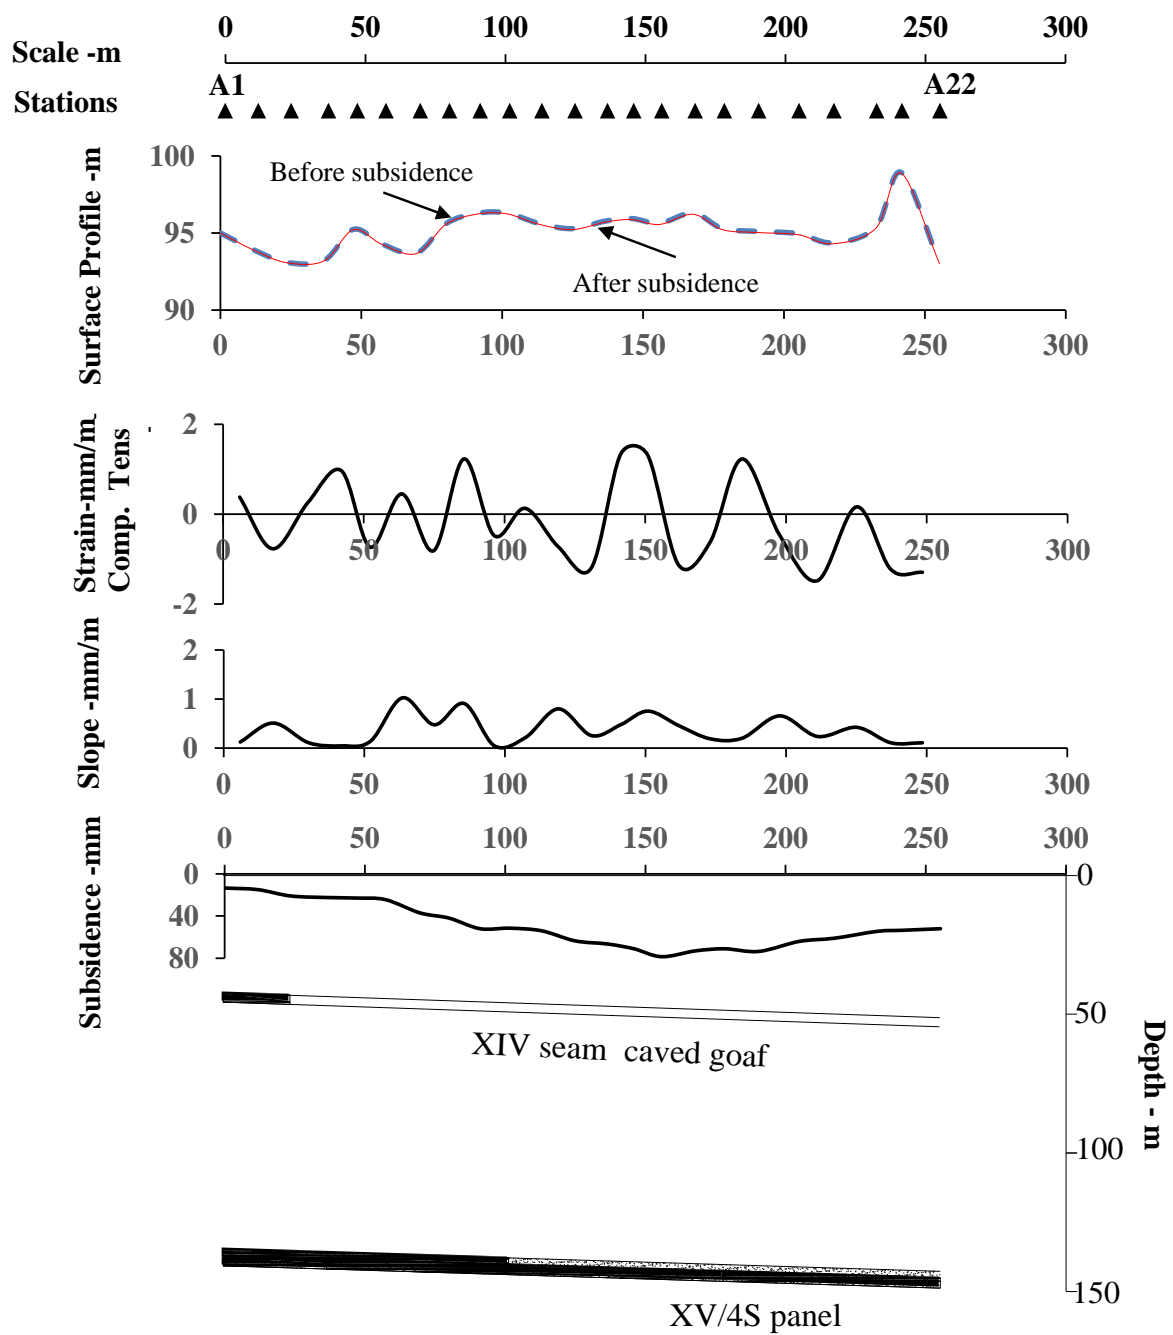 0 50 100 150 200 250 300
Scale -m
A1 A22
Stations
Surface Profile -m
100
95
90
Before subsidence
After subsidence
0 50 100 150 200 250 300
Strain-mm/m
Comp. Tens
2
0
-2
0 50 100 150 200 250 300
Slope -mm/m
2
1
0
0 50 100 150 200 250 300
0 50 100 150 200 250 300
Subsidence -mm
0
40
80
0
50
100
150
Depth - m
XIV seam caved goaf
XV/4S panel